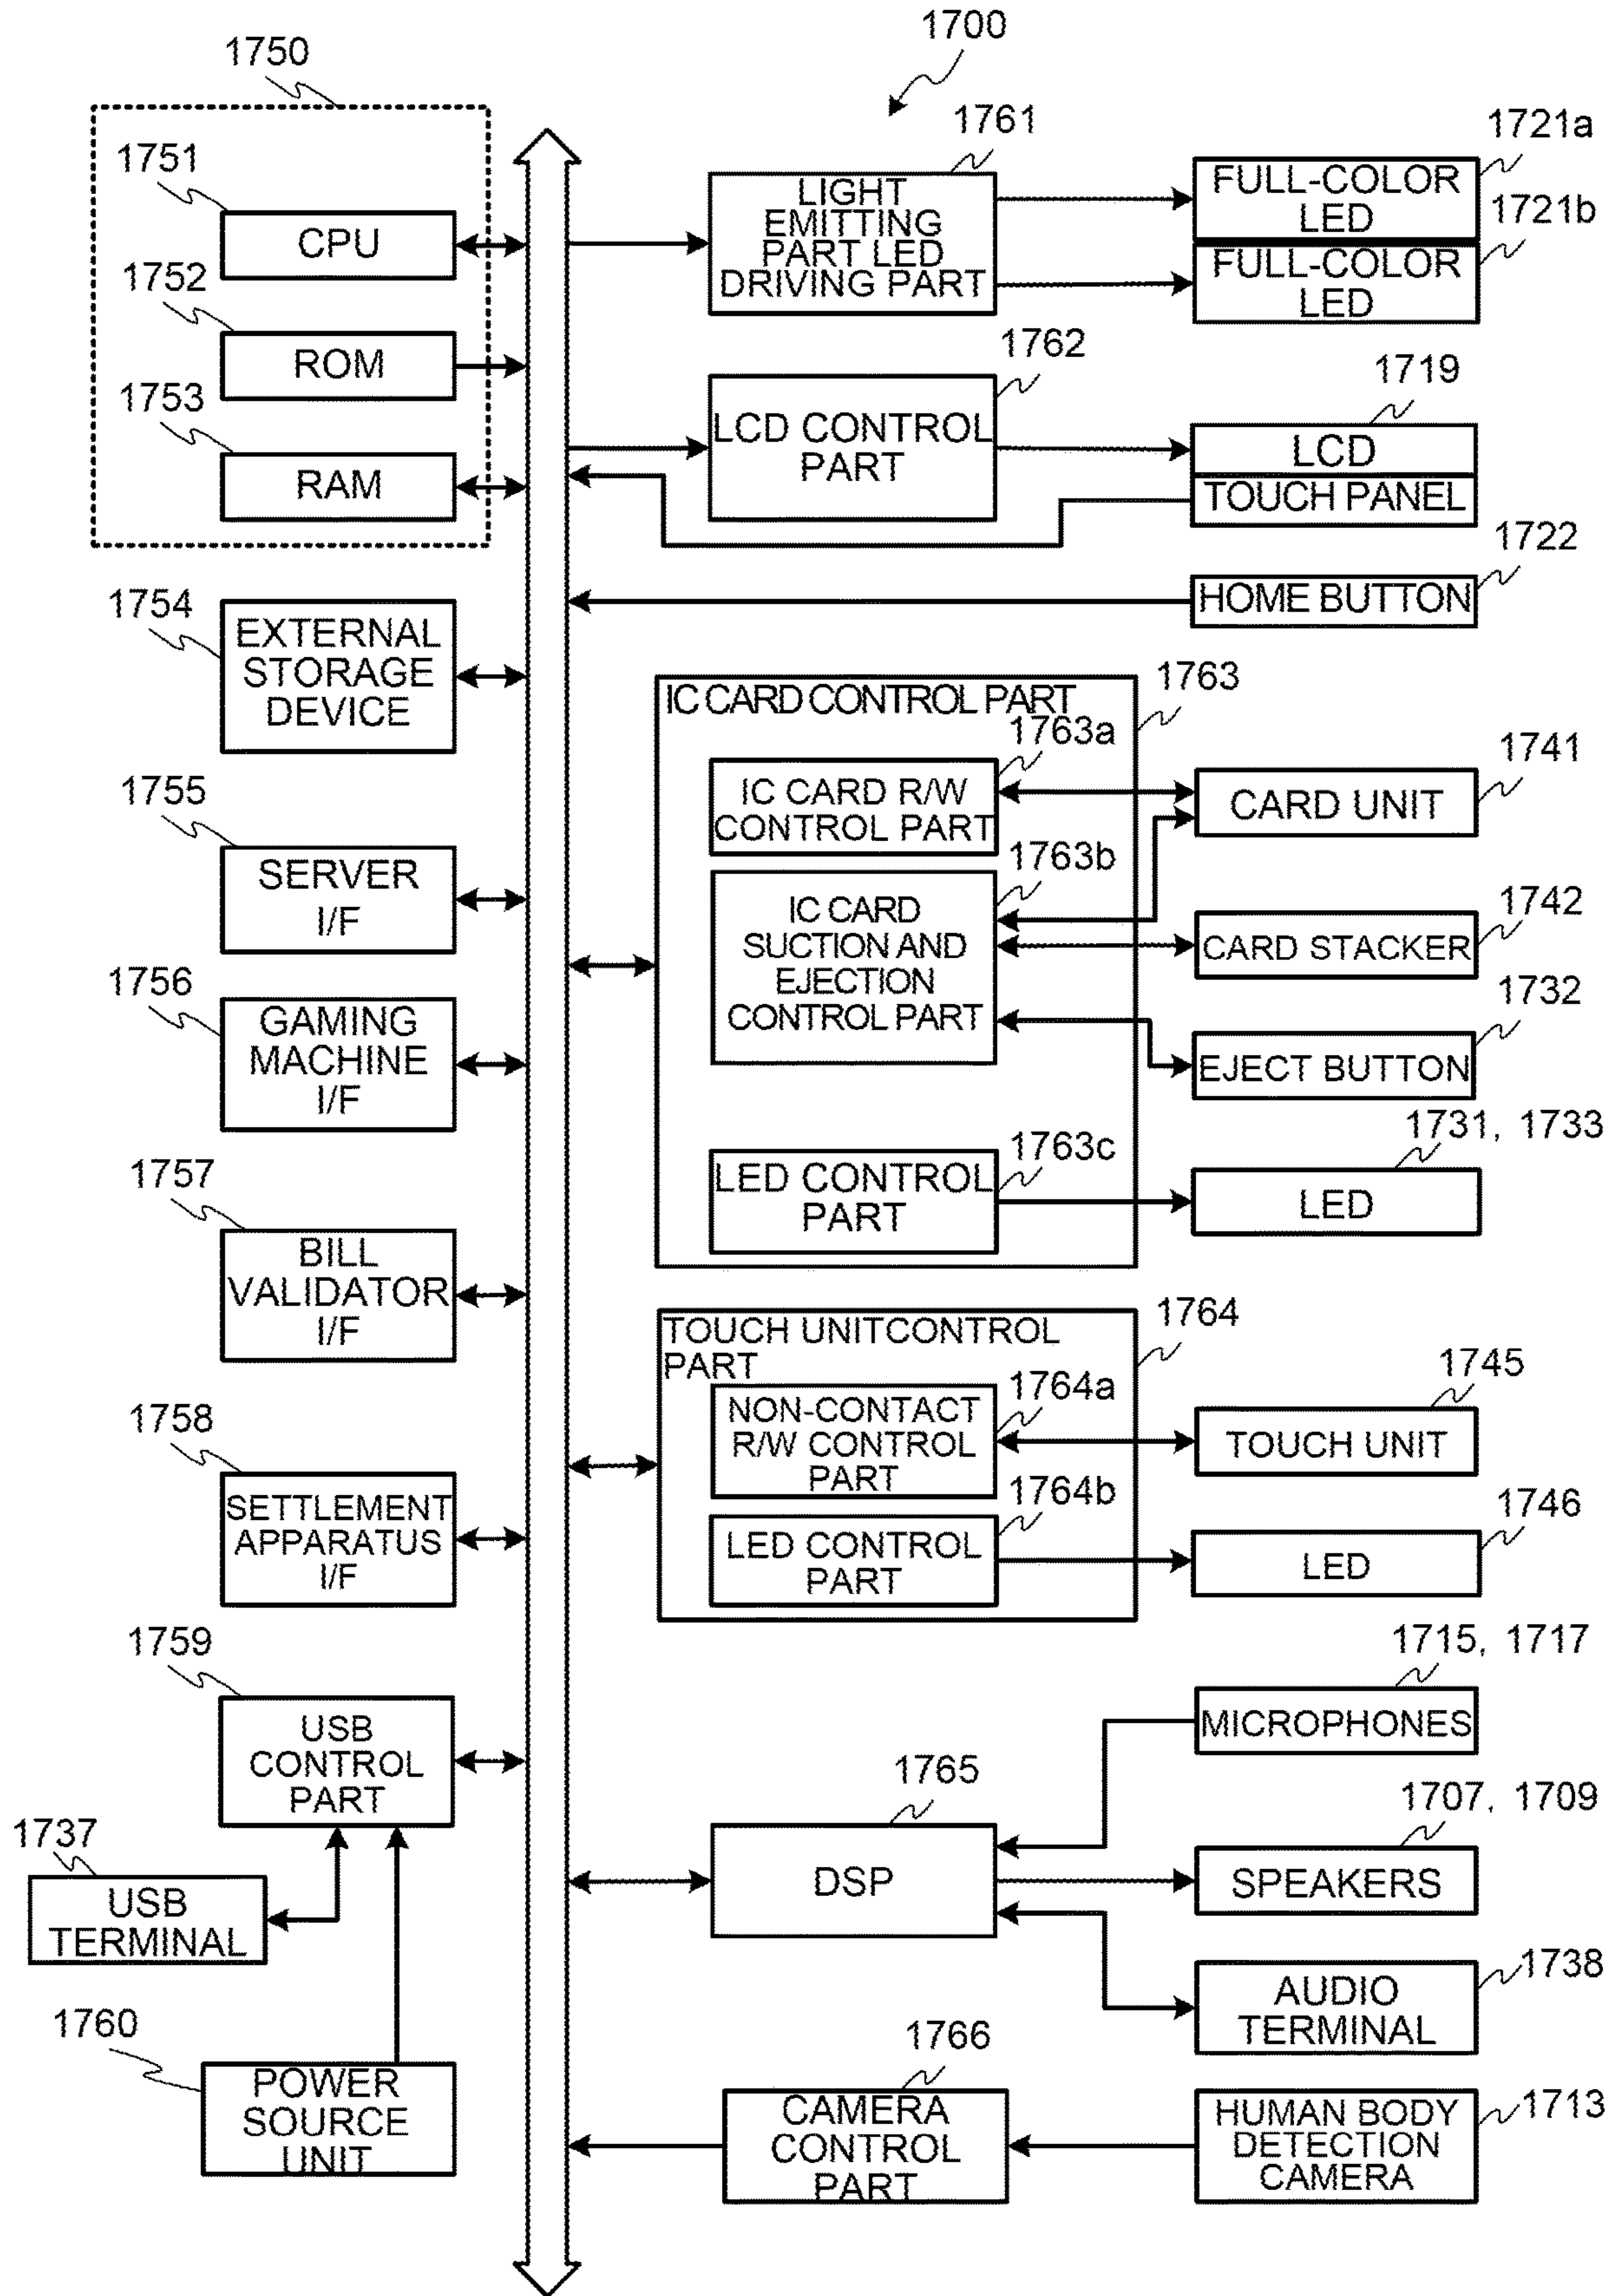 1700
1750
1751
CPU
1752
ROM
1753
RAM
1754
EXTERNAL
STORAGE
DEVICE
1755
SERVER
I/F
1756
GAMING
MACHINE
I/F
1757
BILL
VALIDATOR
I/F
1758
SETTLEMENT
APPARATUS
I/F
1759
USB
CONTROL
PART
1737
USB
TERMINAL
1760
POWER
SOURCE
UNIT
1761
LIGHT
EMITTING
PART LED
DRIVING PART
1721a
FULL-COLOR
LED
1721b
FULL-COLOR
LED
1762
LCD CONTROL
PART
1719
LCD
TOUCH PANEL
1722
HOME BUTTON
1763
IC CARD CONTROL PART
1763a
IC CARD R/W
CONTROL PART
1741
CARD UNIT
1763b
IC CARD
SUCTION AND
EJECTION
CONTROL PART
1742
CARD STACKER
1732
EJECT BUTTON
1763c
LED CONTROL
PART
1731, 1733
LED
1764
TOUCH UNITCONTROL
PART
1764a
NON-CONTACT
R/W CONTROL
PART
1745
TOUCH UNIT
1764b
LED CONTROL
PART
1746
LED
1715, 1717
MICROPHONES
1765
DSP
1707, 1709
SPEAKERS
1738
AUDIO
TERMINAL
1766
CAMERA
CONTROL
PART
1713
HUMAN BODY
DETECTION
CAMERA